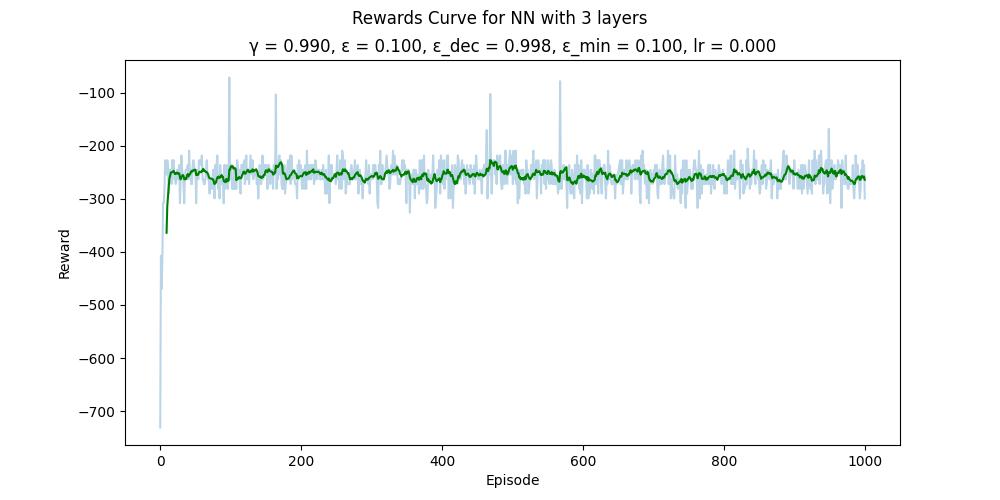 Rewards Curve for NN with 3 layers
γ = 0.990, ε = 0.100, ε_dec = 0.998, ε_min = 0.100, lr = 0.000
−100
−200
−300
−400
−500
−600
−700
Reward
0 200 400 600 800 1000
Episode